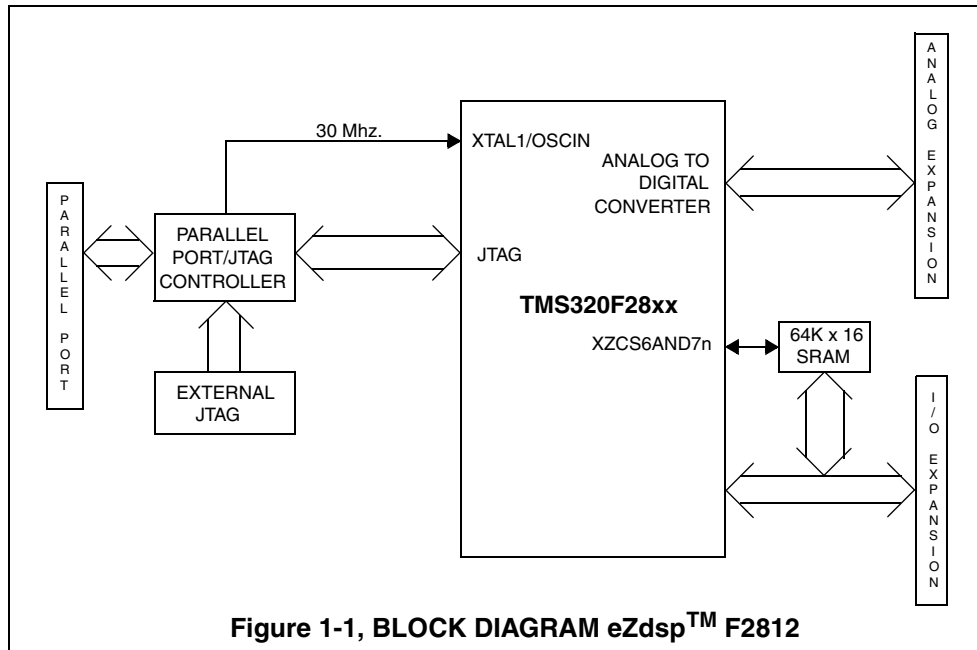 30 Mhz.
XTAL1/OSCIN
ANALOG TO
DIGITAL
CONVERTER
ANALOG EXPANSION
PARALLEL PORT
PARALLEL
PORT/JTAG
CONTROLLER
JTAG
TMS320F28xx
XZCS6AND7n
64K x 16
SRAM
EXTERNAL
JTAG
I/O EXPANSION
Figure 1-1, BLOCK DIAGRAM eZdsp™ F2812